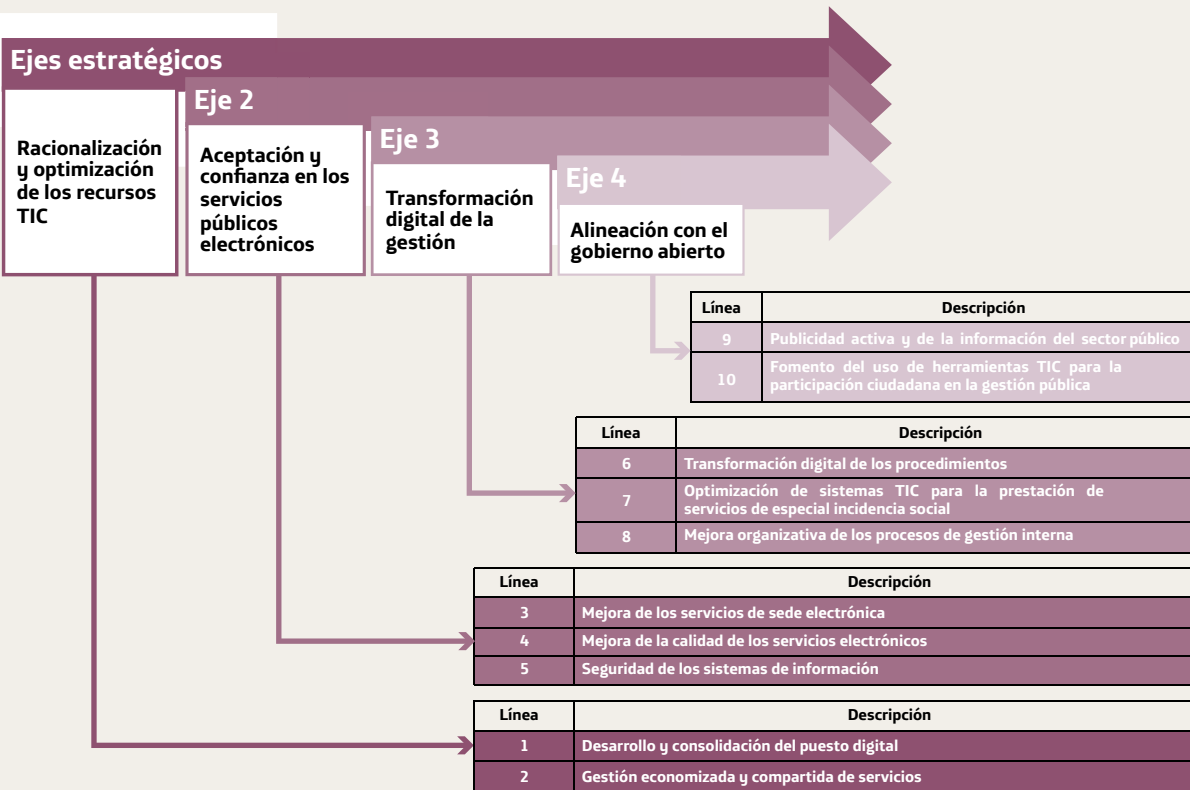 Ejes estratégicos
Racionalización
y optimización
de los recursos
TIC
Eje 2
Aceptación y
confianza en los
servicios
públicos
electrónicos
Eje 3
Transformación
digital de la
gestión
Eje 4
Alineación con el
gobierno abierto
Línea Descripción
9 Publicidad activa y de la información del sector público
10 Fomento del uso de herramientas TIC para la
participación ciudadana en la gestión pública
Línea Descripción
6 Transformación digital de los procedimientos
7 Optimización de sistemas TIC para la prestación de
servicios de especial incidencia social
8 Mejora organizativa de los procesos de gestión interna
Línea Descripción
3 Mejora de los servicios de sede electrónica
4 Mejora de la calidad de los servicios electrónicos
5 Seguridad de los sistemas de información
Línea Descripción
1 Desarrollo y consolidación del puesto digital
2 Gestión economizada y compartida de servicios